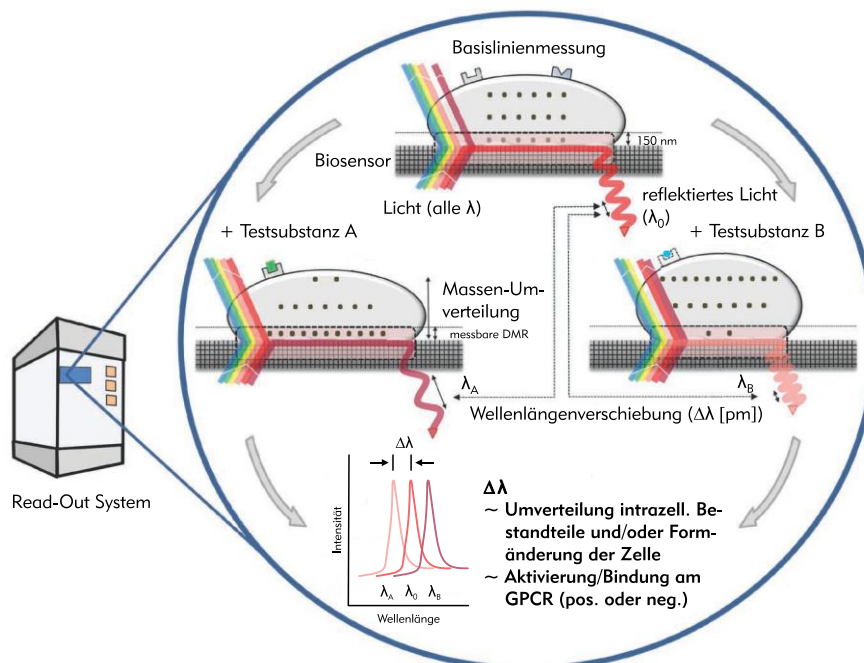 Basislinienmessung
150 nm
Biosensor
Licht (alle λ)
reflektiertes Licht
(λ₀)
+ Testsubstanz A
+ Testsubstanz B
Massen-Um-
verteilung
messbare DMR
λA
λB
Wellenlängenverschiebung (Δλ [pm])
Read-Out System
Δλ
Intensität
λA λ₀ λB
Wellenlänge
Δλ
~ Umverteilung intrazell. Be-
standteile und/oder Form-
änderung der Zelle
~ Aktivierung/Bindung am
GPCR (pos. oder neg.)